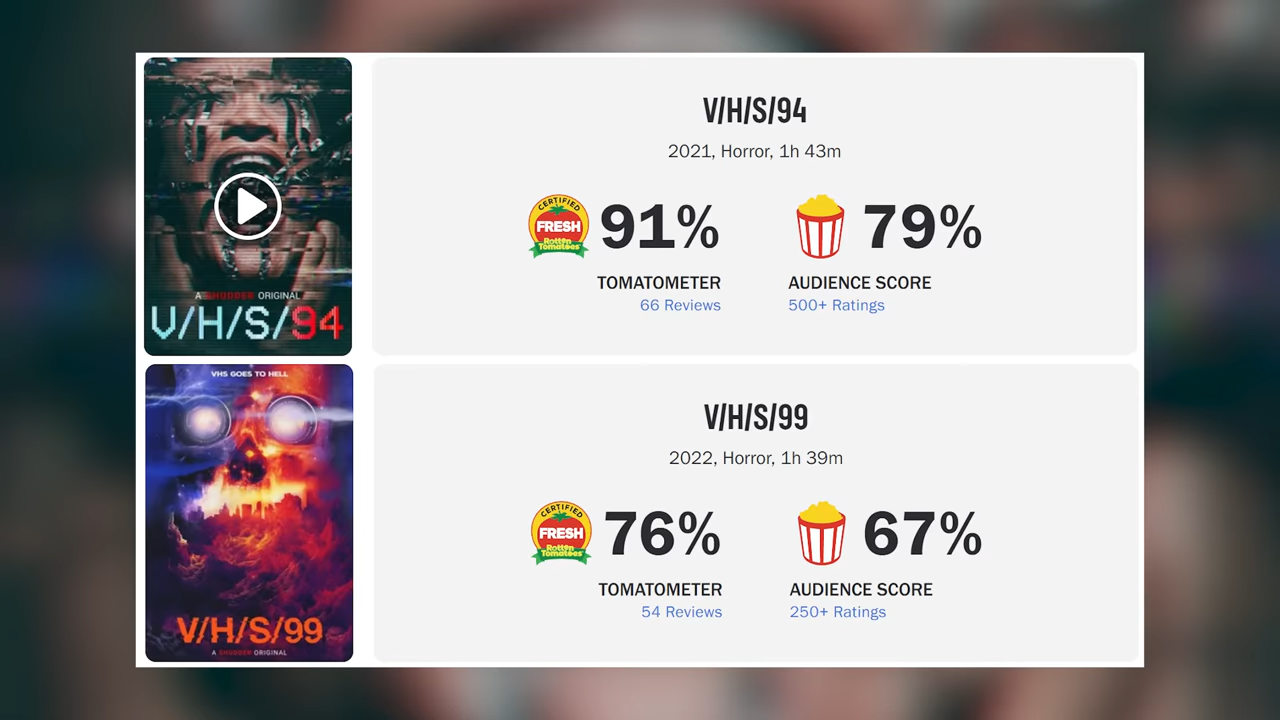 A SHUDDER ORIGINAL
V/H/S/94
V/H/S/94
2021, Horror, 1h 43m
CERTIFIED
FRESH
Rotten
Tomatoes
91%
79%
TOMATOMETER
AUDIENCE SCORE
66 Reviews
500+ Ratings
VHS GOES TO HELL
V/H/S/99
A SHUDDER ORIGINAL
V/H/S/99
2022, Horror, 1h 39m
CERTIFIED
FRESH
Rotten
Tomatoes
76%
67%
TOMATOMETER
AUDIENCE SCORE
54 Reviews
250+ Ratings